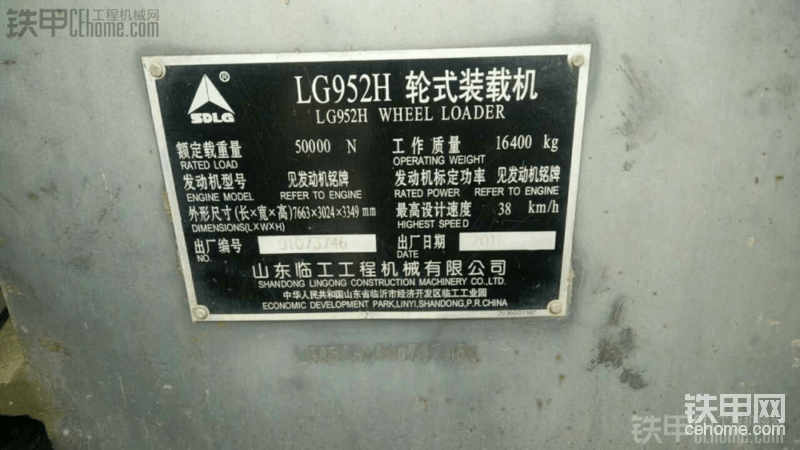 铁甲 工程机械网
CEhome.com
SDLG ®
LG952H 轮式装载机
LG952H WHEEL LOADER
额定载重量 50000 N 工作质量 16400 kg
RATED LOAD OPERATING WEIGHT
发动机型号 见发动机铭牌 发动机标定功率 见发动机铭牌
ENGINE MODEL REFER TO ENGINE RATED POWER REFER TO ENGINE
外形尺寸(长×宽×高) 7663×3024×3349 mm 最高设计速度 38 km/h
DIMENSIONS(LXWXH) HIGHEST SPEED
出厂编号 出厂日期
NO. DATE
山东临工工程机械有限公司
SHANDONG LINGONG CONSTRUCTION MACHINERY CO.,LTD.
中华人民共和国山东省临沂市经济开发区临工工业园
ECONOMIC DEVELOPMENT PARK,LINYI,SHANDONG,P.R.CHINA
铁甲网
cehome.com
铁甲 工程机械网
CEhome.com